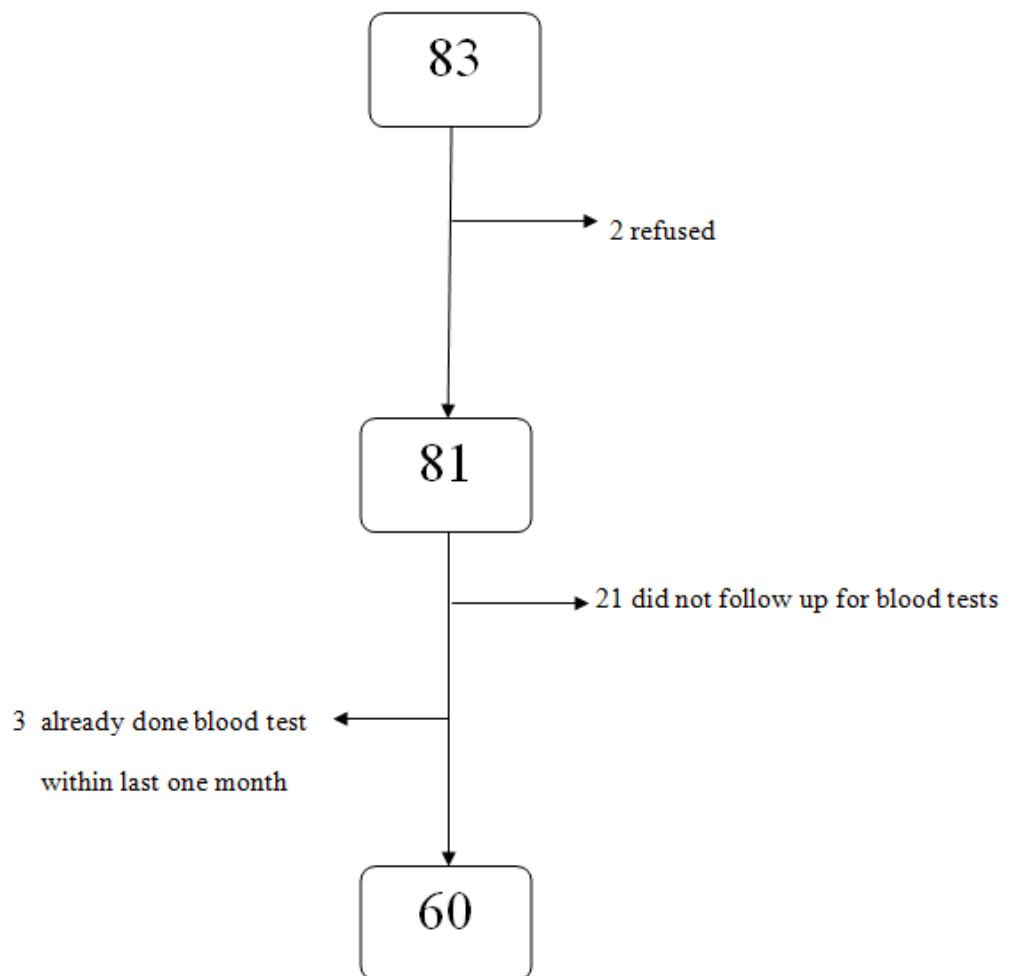 83
2 refused
81
21 did not follow up for blood tests
3 already done blood test
within last one month
60